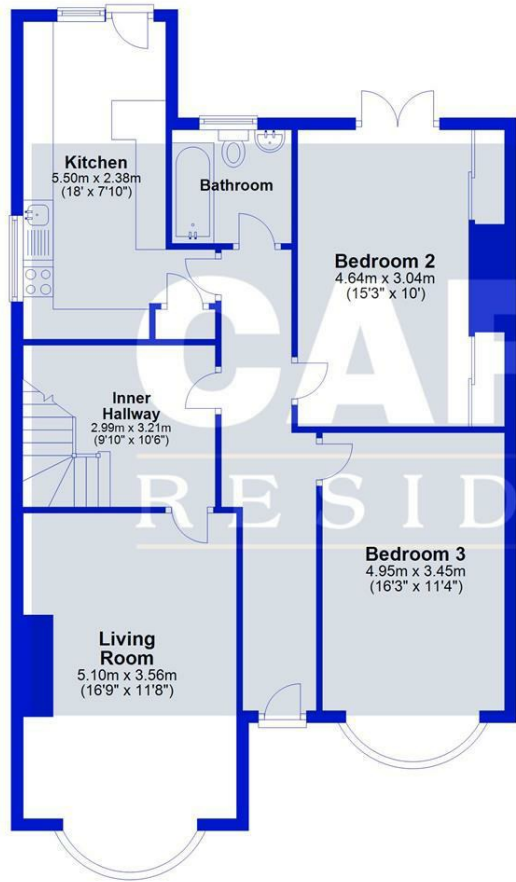 Kitchen
5.50m x 2.38m
(18' x 7'10")
Bathroom
Bedroom 2
4.64m x 3.04m
(15'3" x 10')
Inner
Hallway
2.99m x 3.21m
(9'10" x 10'6")
Bedroom 3
4.95m x 3.45m
(16'3" x 11'4")
Living
Room
5.10m x 3.56m
(16'9" x 11'8")